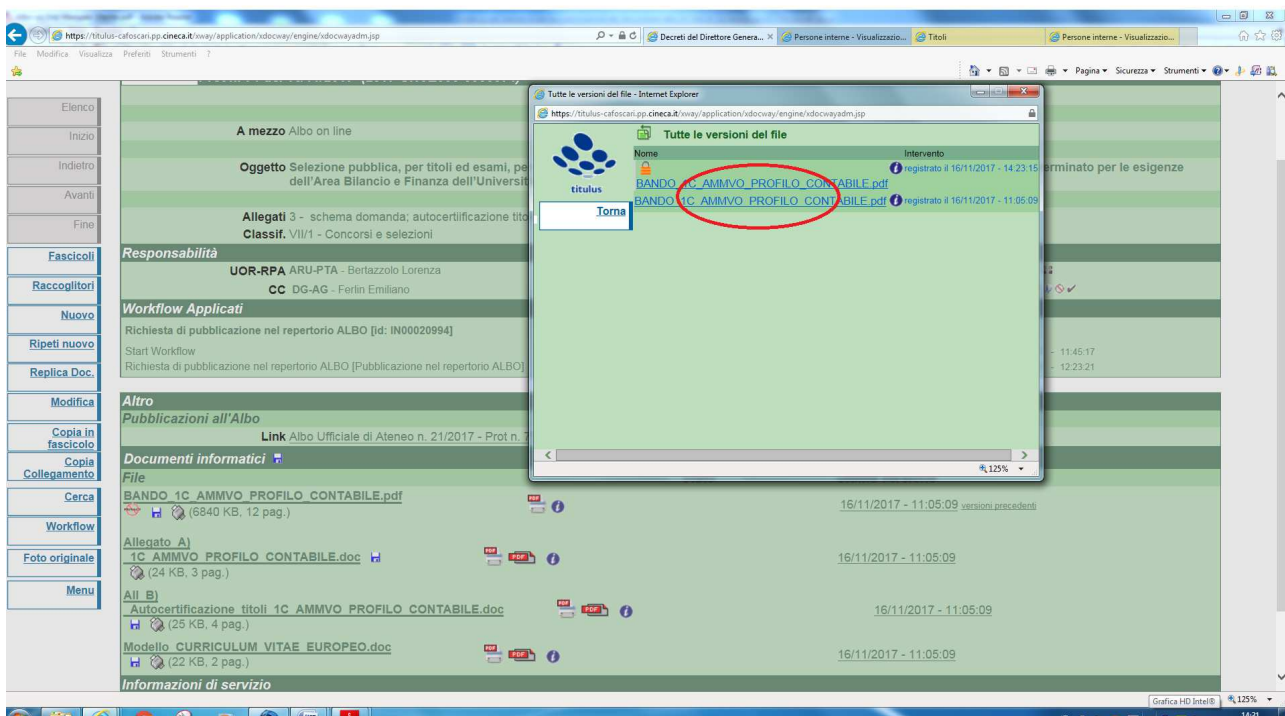 https://titulus-cafoscari.pp.cineca.it/xway/application/xdocway/engine/xdocwayadm.jsp
Decreti del Direttore Genera...
Persone interne - Visualizzazio...
Titoli
Persone interne - Visualizzazio...
File Modifica Visualizza Preferiti Strumenti ?
Pagina Sicurezza Strumenti
Elenco
Inizio
Indietro
Avanti
Fine
Fascicoli
Raccoglitori
Nuovo
Ripeti nuovo
Replica Doc.
Modifica
Copia in
fascicolo
Copia
Collegamento
Cerca
Workflow
Foto originale
Menu
A mezzo Albo on line
Oggetto Selezione pubblica, per titoli ed esami, pe
erminato per le esigenze
dell'Area Bilancio e Finanza dell'Universit
Allegati 3 - schema domanda; autocertiificazione tito
Classif. VII/1 - Concorsi e selezioni
Responsabilità
UOR-RPA ARU-PTA - Bertazzolo Lorenza
CC DG-AG - Ferlin Emiliano
Workflow Applicati
Richiesta di pubblicazione nel repertorio ALBO [id: IN00020994]
Start Workflow
- 11:45:17
Richiesta di pubblicazione nel repertorio ALBO [Pubblicazione nel repertorio ALBO]
- 12:23:21
Altro
Pubblicazioni all'Albo
Link Albo Ufficiale di Ateneo n. 21/2017 - Prot n. 7
Documenti informatici
File
BANDO_1C_AMMVO_PROFILO_CONTABILE.pdf
(6840 KB, 12 pag.)
16/11/2017 - 11:05:09 versioni precedenti
Allegato A)
1C_AMMVO_PROFILO_CONTABILE.doc
(24 KB, 3 pag.)
16/11/2017 - 11:05:09
All B)
_Autocertificazione_titoli_1C_AMMVO_PROFILO_CONTABILE.doc
(25 KB, 4 pag.)
16/11/2017 - 11:05:09
Modello_CURRICULUM_VITAE_EUROPEO.doc
(22 KB, 2 pag.)
16/11/2017 - 11:05:09
Informazioni di servizio
Tutte le versioni del file - Internet Explorer
https://titulus-cafoscari.pp.cineca.it/xway/application/xdocway/engine/xdocwayadm.jsp
titulus
Torna
Tutte le versioni del file
Nome Intervento
registrato il 16/11/2017 - 14:23:15
BANDO_1C_AMMVO_PROFILO_CONTABILE.pdf
BANDO_1C_AMMVO_PROFILO_CONTABILE.pdf registrato il 16/11/2017 - 11:05:09
125%
Grafica HD Intel®
125%
14:31